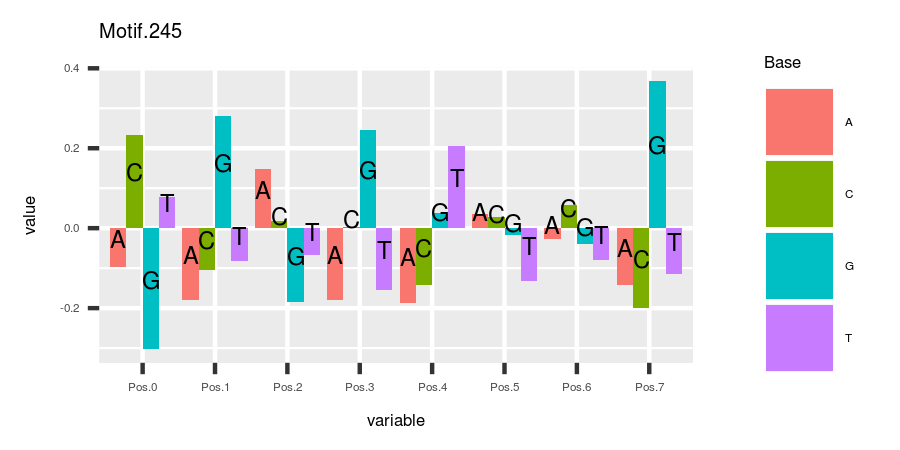 Motif.245
Base
0.4
0.2
0.0
-0.2
value
A C G T A C G T A C G T A C G T A C G T A C G T A C G T A C G T
Pos.0 Pos.1 Pos.2 Pos.3 Pos.4 Pos.5 Pos.6 Pos.7
variable
A
C
G
T